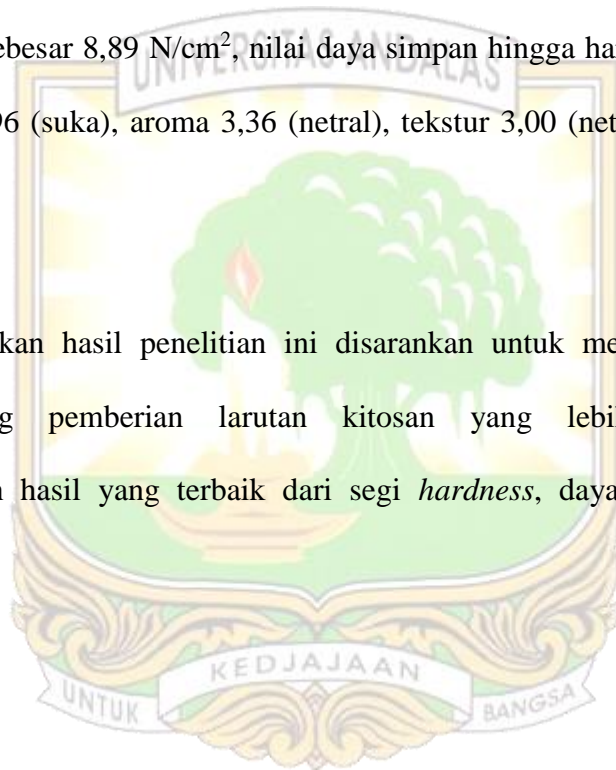 ebesar 8,89 N/cm², nilai daya simpan hingga ha
UNIVERSITAS ANDALAS
96 (suka), aroma 3,36 (netral), tekstur 3,00 (net
kan hasil penelitian ini disarankan untuk me
g pemberian larutan kitosan yang lebi
n hasil yang terbaik dari segi hardness, daya
UNTUK KEDJAJAAN BANGSA